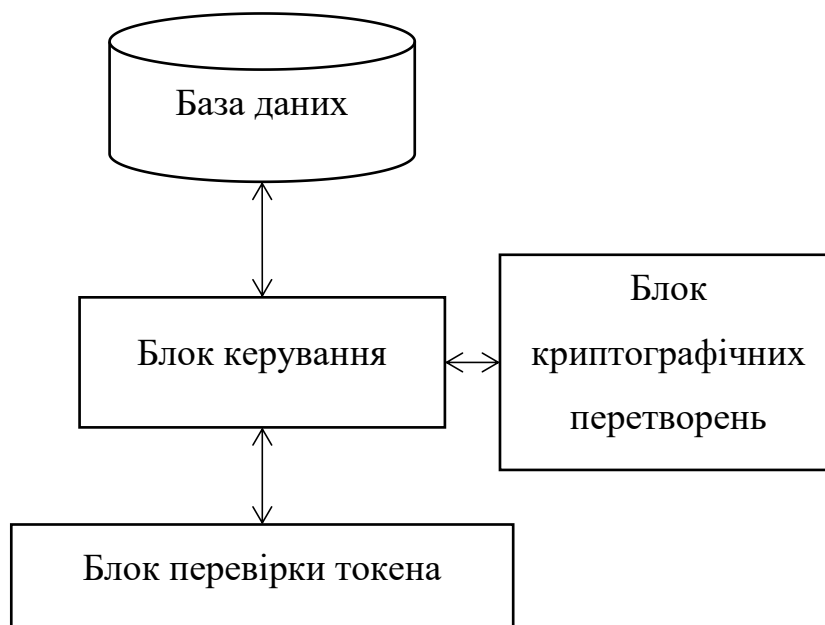 База даних
Блок керування
Блок
криптографічних
перетворень
Блок перевірки токена